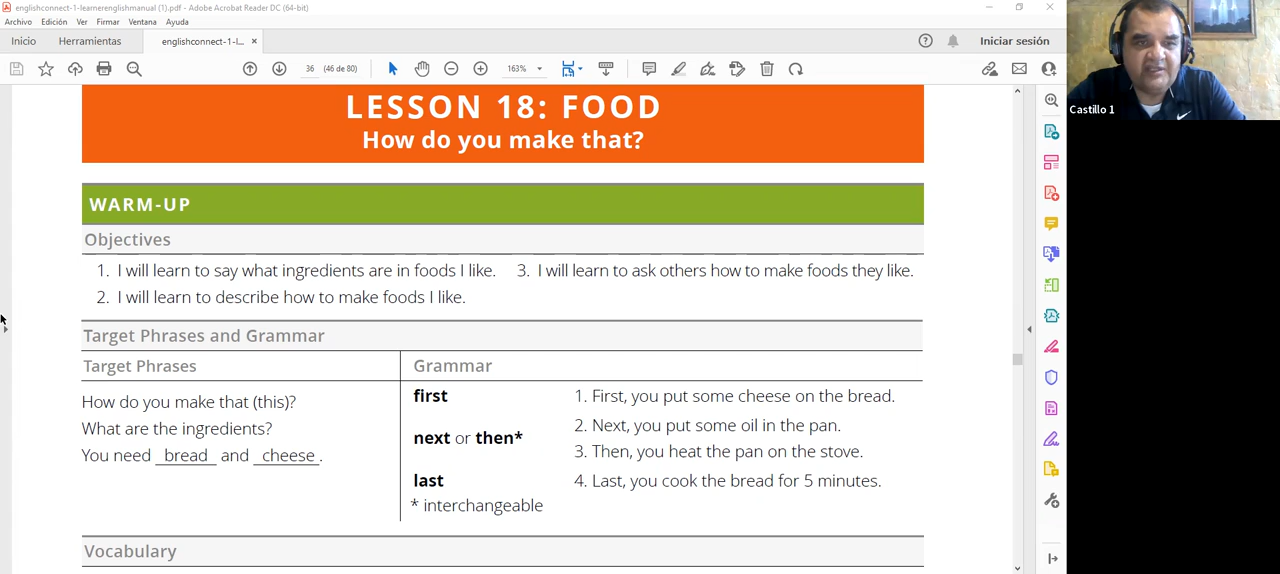 englishconnect-1-learnerenglishmanual (1).pdf - Adobe Acrobat Reader DC (64-bit)
Archivo Edición Ver Firmar Ventana Ayuda
Inicio Herramientas englishconnect-1-l... × Iniciar sesión
36 (46 de 80) 163%
Castillo 1
LESSON 18: FOOD
How do you make that?
WARM-UP
Objectives
1. I will learn to say what ingredients are in foods I like. 3. I will learn to ask others how to make foods they like.
2. I will learn to describe how to make foods I like.
Target Phrases and Grammar
Target Phrases Grammar
How do you make that (this)?
What are the ingredients?
You need bread and cheese.
first 1. First, you put some cheese on the bread.
next or then* 2. Next, you put some oil in the pan.
3. Then, you heat the pan on the stove.
last 4. Last, you cook the bread for 5 minutes.
* interchangeable
Vocabulary